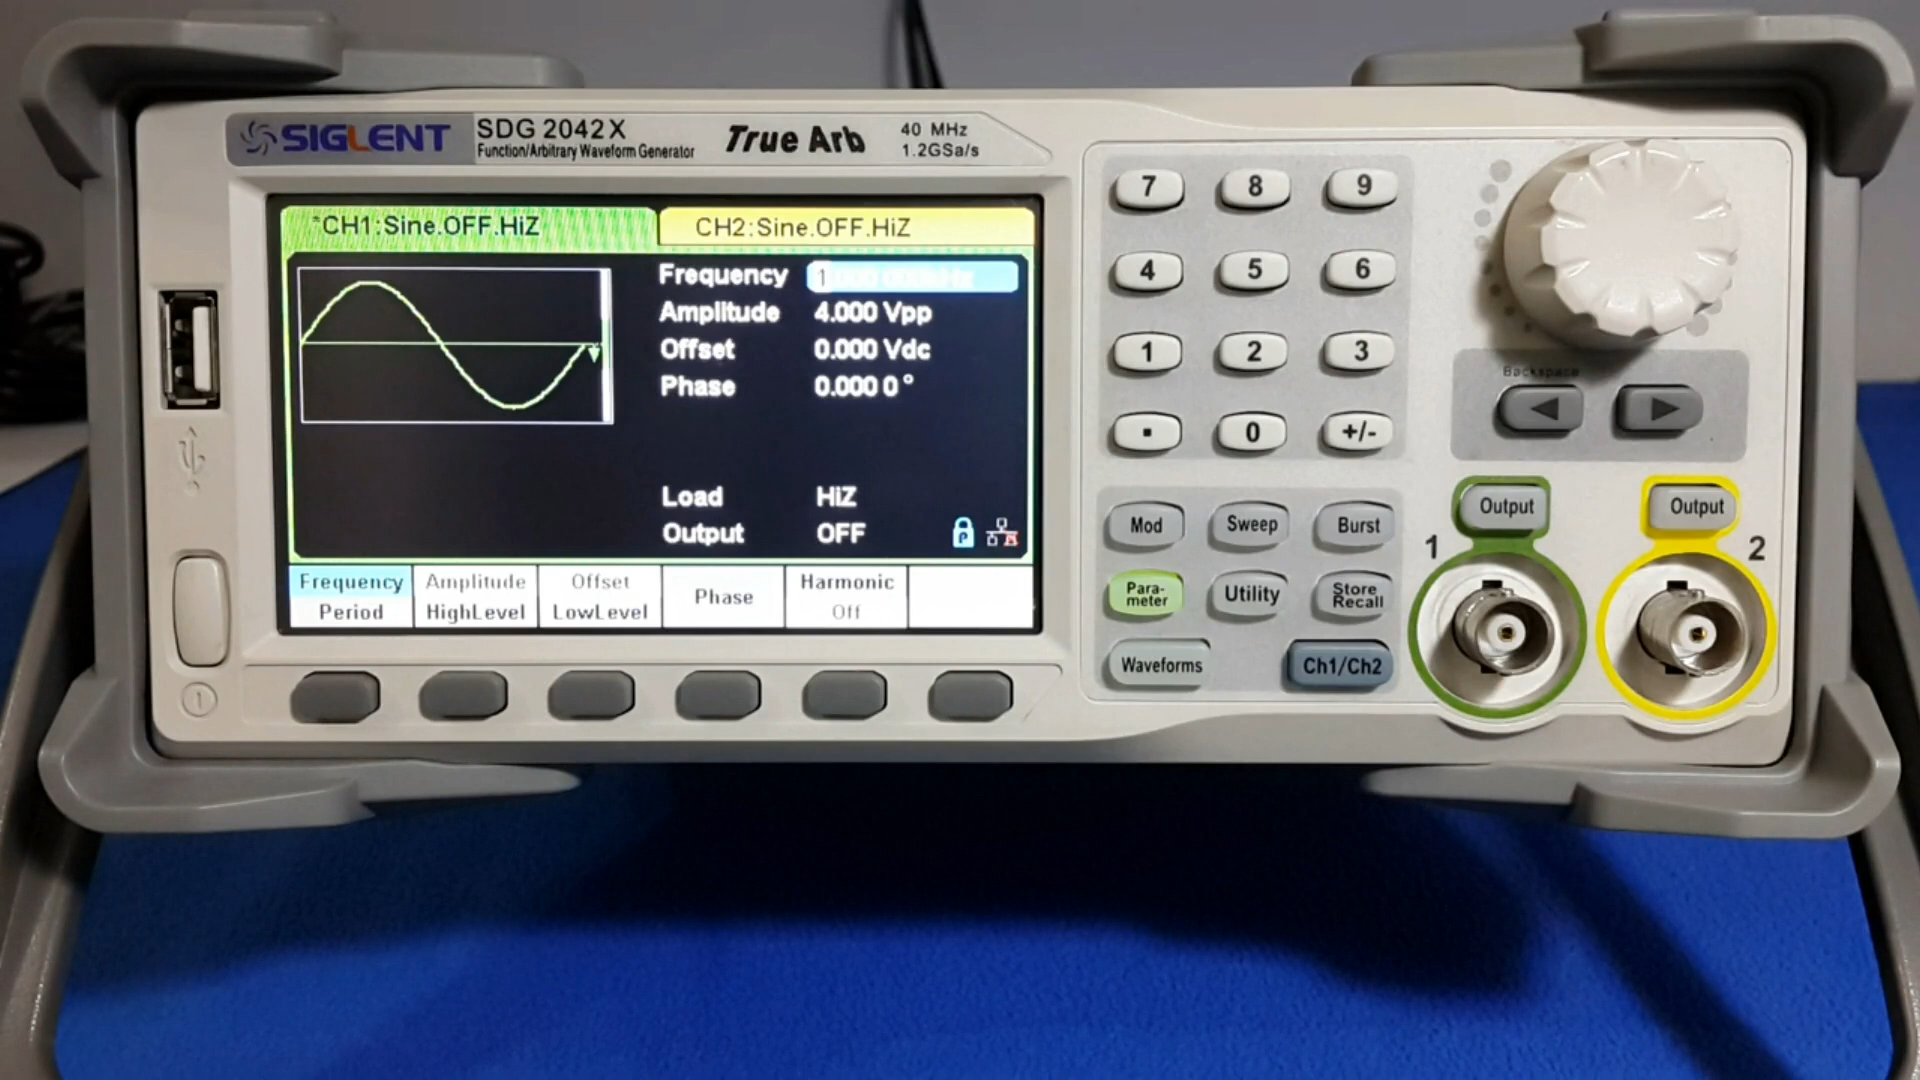 SIGLENT
SDG 2042X
Function/Arbitrary Waveform Generator
True Arb
40 MHz
1.2GSa/s
*CH1:Sine.OFF.HiZ
CH2:Sine.OFF.HiZ
Frequency 1
Amplitude 4.000 Vpp
Offset 0.000 Vdc
Phase 0.000 0 °
Load HiZ
Output OFF
P
Frequency
Period
Amplitude
HighLevel
Offset
LowLevel
Phase
Harmonic
Off
7 8 9
4 5 6
1 2 3
. 0 +/-
Mod Sweep Burst
Para-
meter
Utility
Store
Recall
Waveforms
Ch1/Ch2
Backspace
Output
1
Output
2